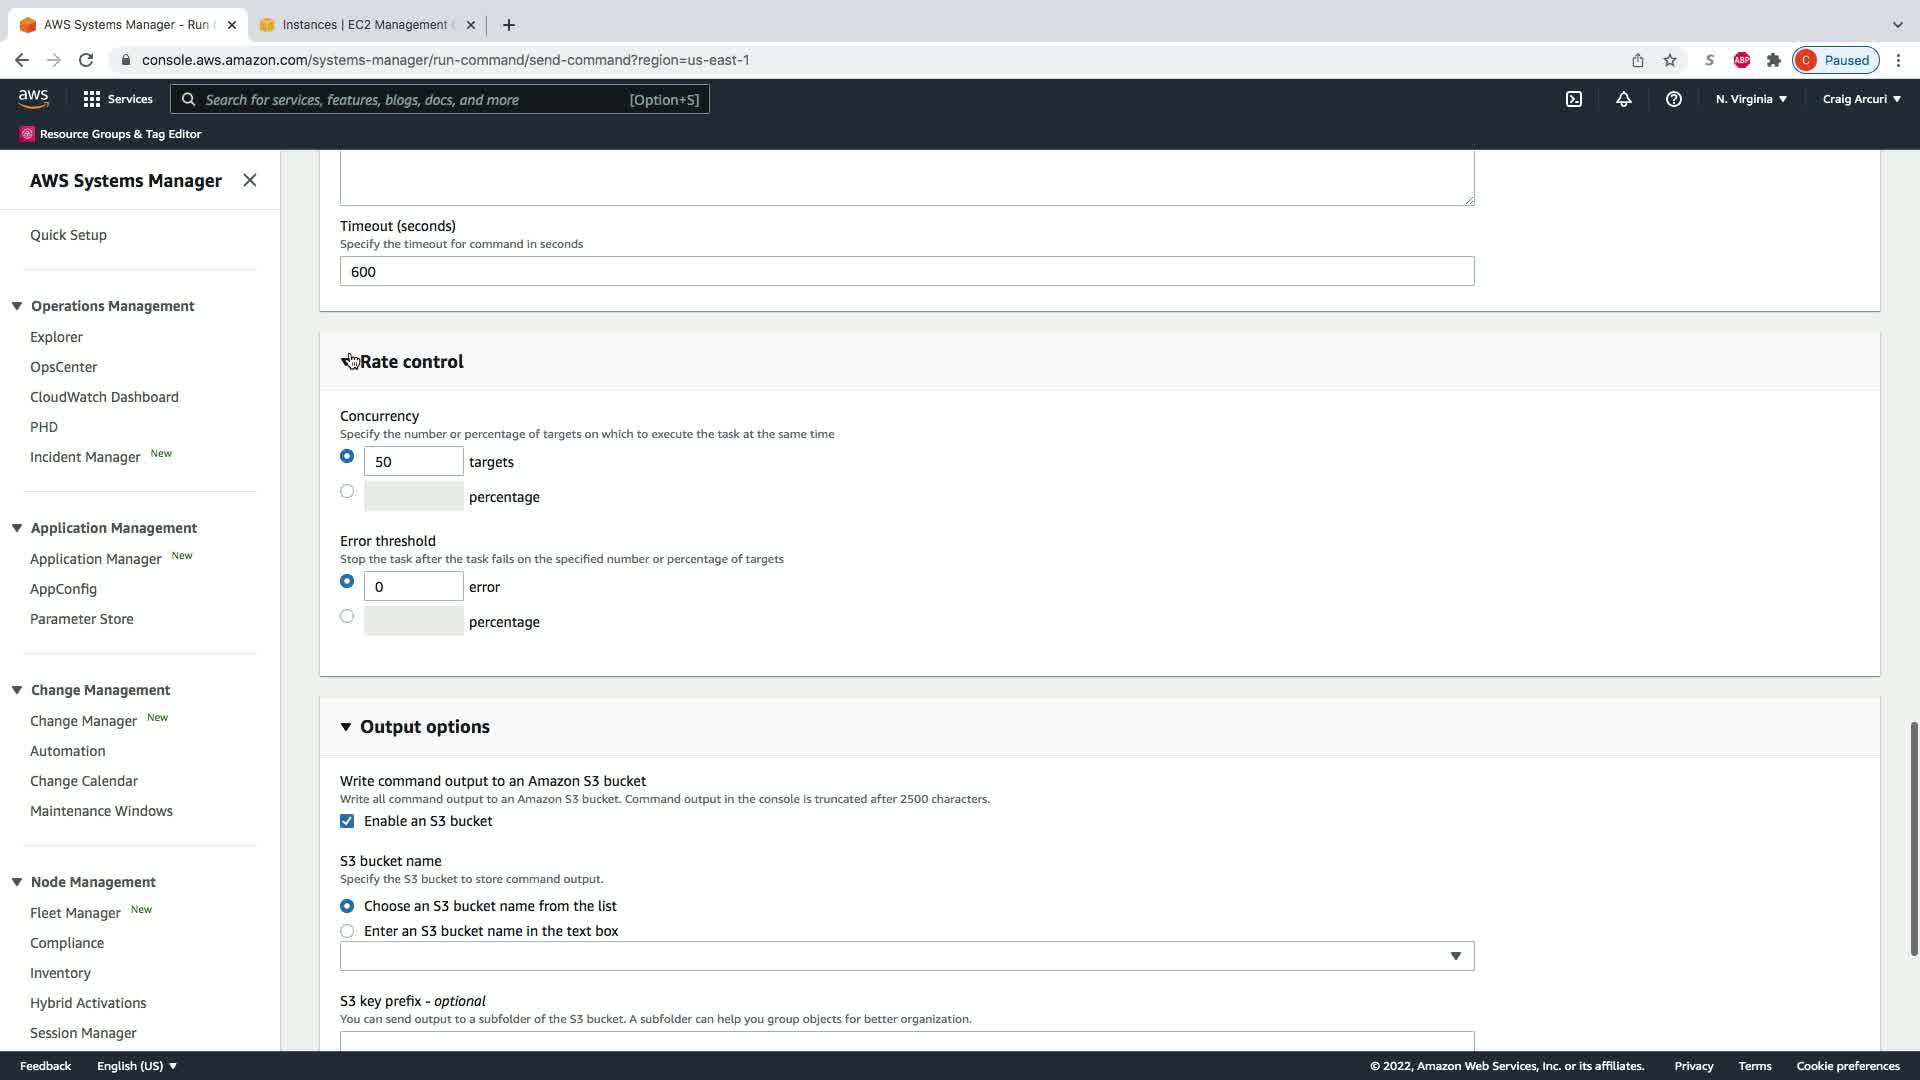 AWS Systems Manager - Run
Instances | EC2 Management
console.aws.amazon.com/systems-manager/run-command/send-command?region=us-east-1
S
ABP
C
Paused
aws
Services
Search for services, features, blogs, docs, and more
[Option+S]
N. Virginia
Craig Arcuri
Resource Groups & Tag Editor
AWS Systems Manager
Quick Setup
Operations Management
Explorer
OpsCenter
CloudWatch Dashboard
PHD
Incident Manager New
Application Management
Application Manager New
AppConfig
Parameter Store
Change Management
Change Manager New
Automation
Change Calendar
Maintenance Windows
Node Management
Fleet Manager New
Compliance
Inventory
Hybrid Activations
Session Manager
Timeout (seconds)
Specify the timeout for command in seconds
600
Rate control
Concurrency
Specify the number or percentage of targets on which to execute the task at the same time
50 targets
percentage
Error threshold
Stop the task after the task fails on the specified number or percentage of targets
0 error
percentage
Output options
Write command output to an Amazon S3 bucket
Write all command output to an Amazon S3 bucket. Command output in the console is truncated after 2500 characters.
Enable an S3 bucket
S3 bucket name
Specify the S3 bucket to store command output.
Choose an S3 bucket name from the list
Enter an S3 bucket name in the text box
S3 key prefix - optional
You can send output to a subfolder of the S3 bucket. A subfolder can help you group objects for better organization.
Feedback
English (US)
© 2022, Amazon Web Services, Inc. or its affiliates.
Privacy
Terms
Cookie preferences